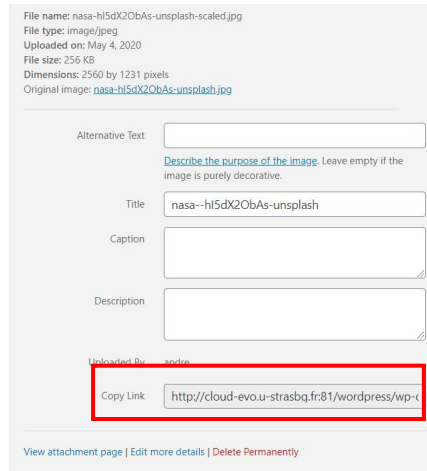 File name: nasa-hI5dX2ObAs-unsplash-scaled.jpg
File type: image/jpeg
Uploaded on: May 4, 2020
File size: 256 KB
Dimensions: 2560 by 1231 pixels
Original image: nasa-hI5dX2ObAs-unsplash.jpg
Alternative Text
Describe the purpose of the image. Leave empty if the
image is purely decorative.
Title nasa--hI5dX2ObAs-unsplash
Caption
Description
Uploaded By andre
Copy Link http://cloud-evo.u-strasbg.fr:81/wordpress/wp-c
View attachment page | Edit more details | Delete Permanently